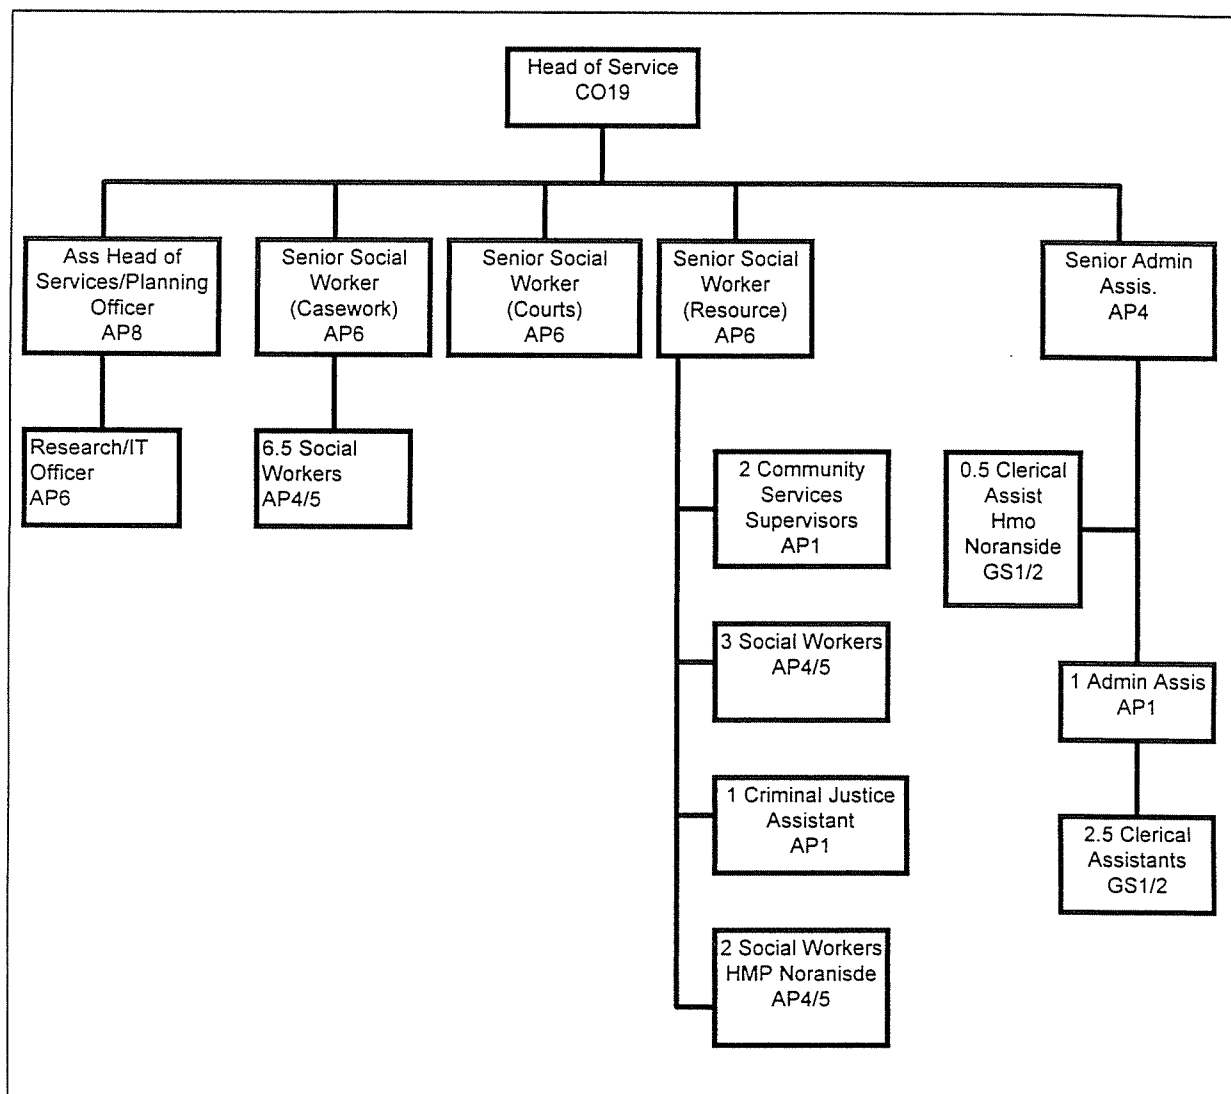 Head of Service
CO19
Ass Head of
Services/Planning
Officer
AP8
Senior Social
Worker
(Casework)
AP6
Senior Social
Worker
(Courts)
AP6
Senior Social
Worker
(Resource)
AP6
Senior Admin
Assis.
AP4
Research/IT
Officer
AP6
6.5 Social
Workers
AP4/5
2 Community
Services
Supervisors
AP1
0.5 Clerical
Assist
Hmo
Noranside
GS1/2
3 Social Workers
AP4/5
1 Admin Assis
AP1
1 Criminal Justice
Assistant
AP1
2.5 Clerical
Assistants
GS1/2
2 Social Workers
HMP Noranisde
AP4/5